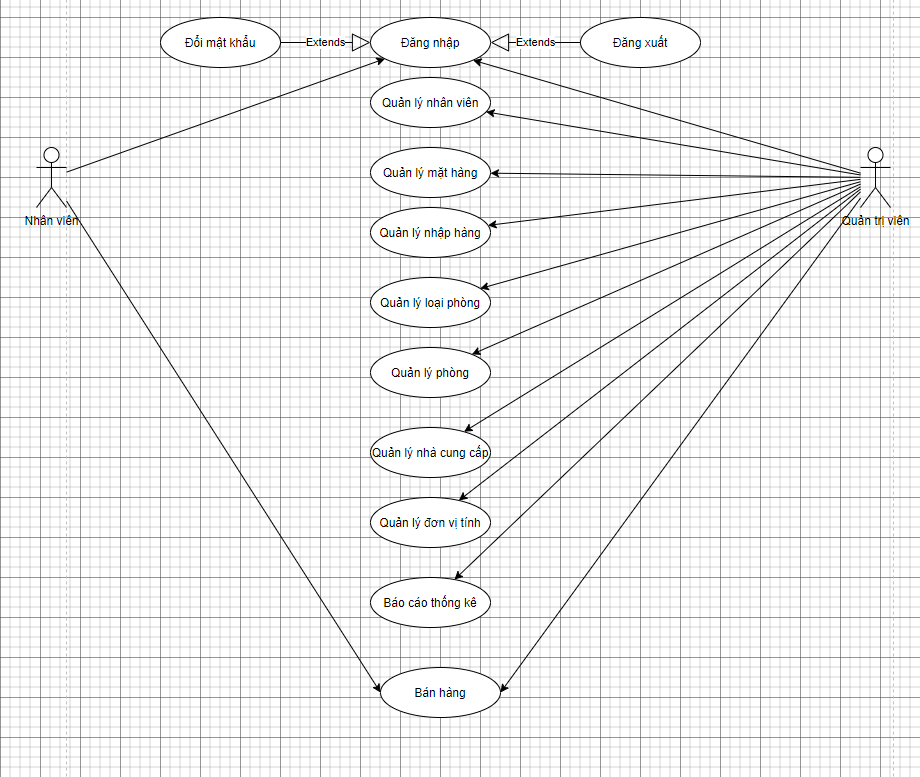 Đổi mật khẩu
Extends
Đăng nhập
Extends
Đăng xuất
Quản lý nhân viên
Quản lý mặt hàng
Nhân viên
Quản trị viên
Quản lý nhập hàng
Quản lý loại phòng
Quản lý phòng
Quản lý nhà cung cấp
Quản lý đơn vị tính
Báo cáo thống kê
Bán hàng